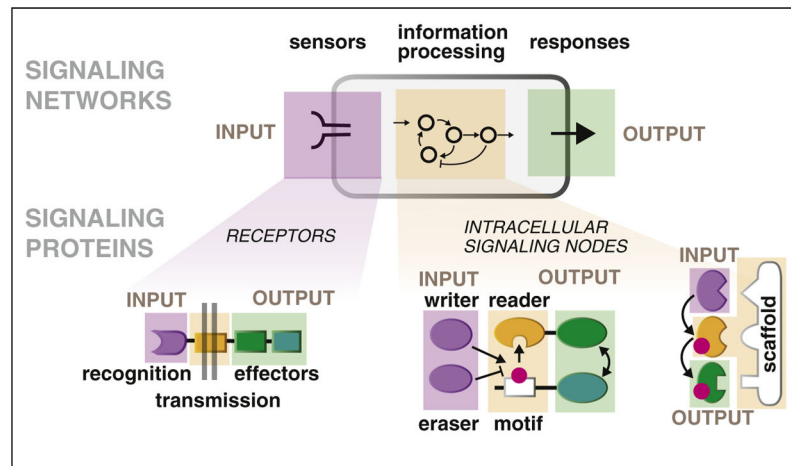 sensors
information
processing
responses
SIGNALING
NETWORKS
INPUT
OUTPUT
SIGNALING
PROTEINS
RECEPTORS
INTRACELLULAR
SIGNALING NODES
INPUT
OUTPUT
recognition
effectors
transmission
INPUT
OUTPUT
writer
reader
eraser
motif
INPUT
scaffold
OUTPUT